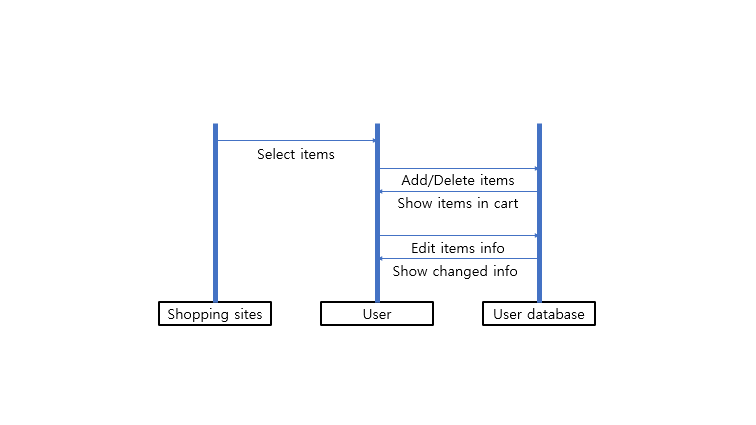 Select items
Add/Delete items
Show items in cart
Edit items info
Show changed info
Shopping sites
User
User database